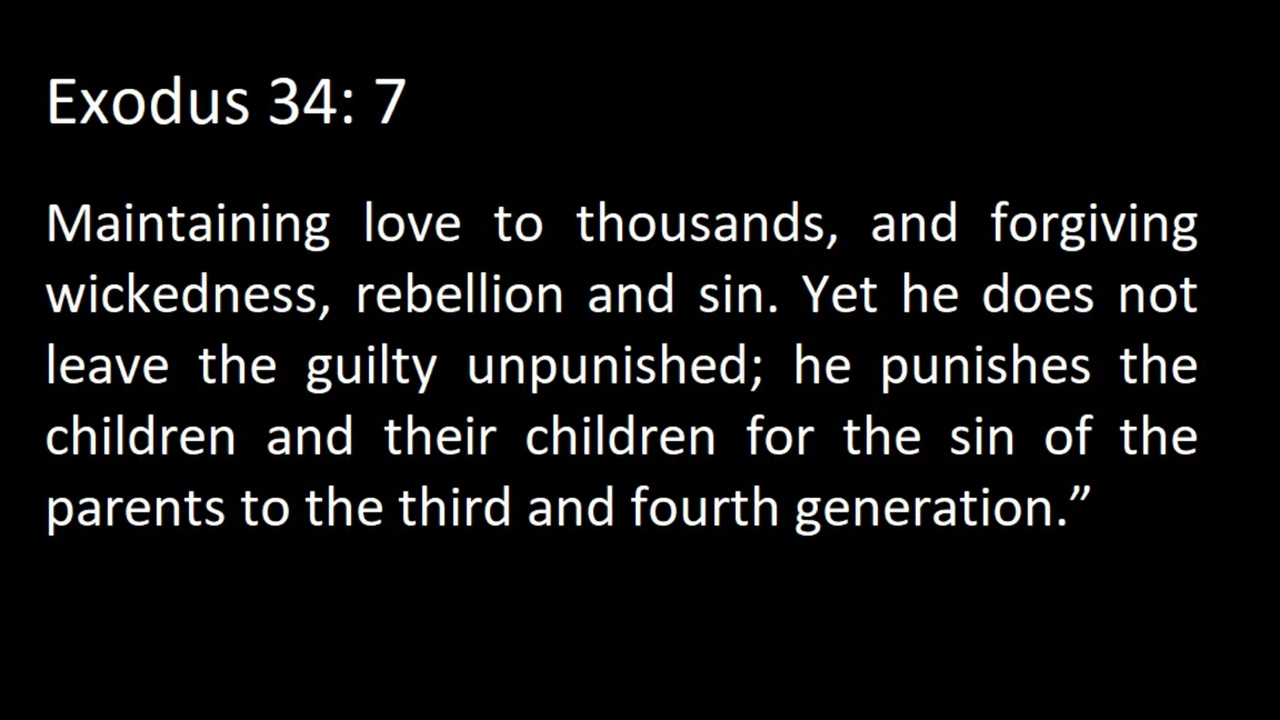 Exodus 34: 7
Maintaining love to thousands, and forgiving
wickedness, rebellion and sin. Yet he does not
leave the guilty unpunished; he punishes the
children and their children for the sin of the
parents to the third and fourth generation.”